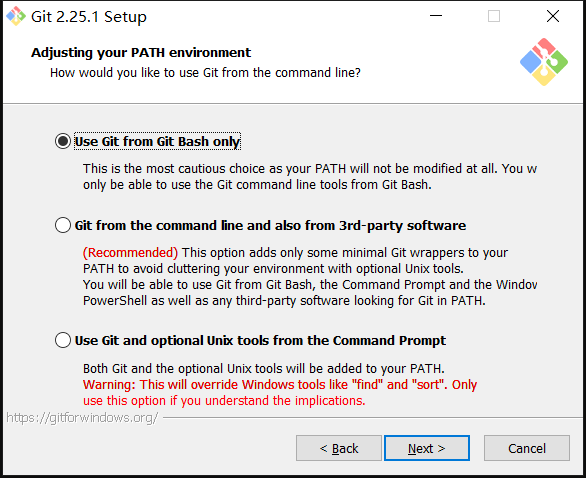 Git 2.25.1 Setup
Adjusting your PATH environment
How would you like to use Git from the command line?
Use Git from Git Bash only
This is the most cautious choice as your PATH will not be modified at all. You w
only be able to use the Git command line tools from Git Bash.
Git from the command line and also from 3rd-party software
(Recommended) This option adds only some minimal Git wrappers to your
PATH to avoid cluttering your environment with optional Unix tools.
You will be able to use Git from Git Bash, the Command Prompt and the Window
PowerShell as well as any third-party software looking for Git in PATH.
Use Git and optional Unix tools from the Command Prompt
Both Git and the optional Unix tools will be added to your PATH.
Warning: This will override Windows tools like "find" and "sort". Only
use this option if you understand the implications.
https://gitforwindows.org/
< Back
Next >
Cancel